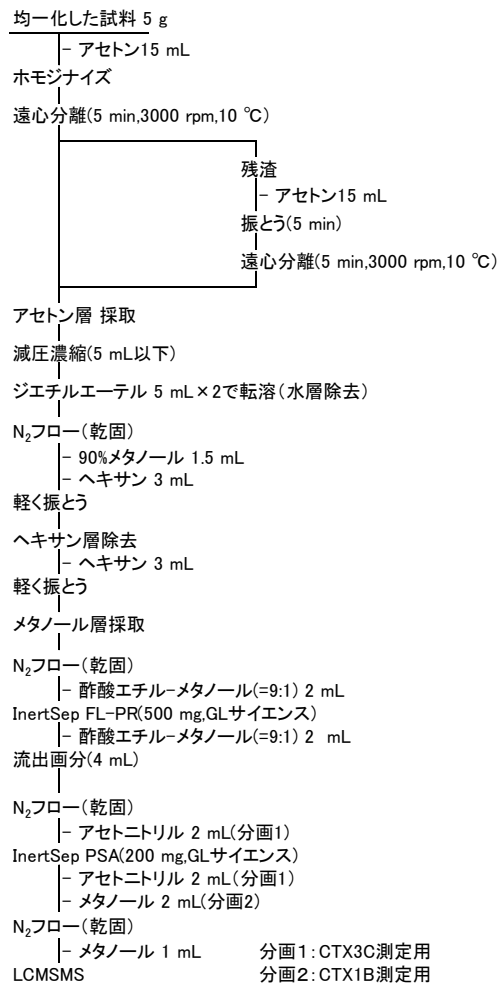 均一化した試料 5 g
- アセトン15 mL
ホモジナイズ
遠心分離(5 min,3000 rpm,10 ℃)
残渣
- アセトン15 mL
振とう(5 min)
遠心分離(5 min,3000 rpm,10 ℃)
アセトン層 採取
減圧濃縮(5 mL以下)
ジエチルエーテル 5 mL×2で転溶(水層除去)
N₂フロー(乾固)
- 90%メタノール 1.5 mL
- ヘキサン 3 mL
軽く振とう
ヘキサン層除去
- ヘキサン 3 mL
軽く振とう
メタノール層採取
N₂フロー(乾固)
- 酢酸エチル-メタノール(=9:1) 2 mL
InertSep FL-PR(500 mg,GLサイエンス)
- 酢酸エチル-メタノール(=9:1) 2 mL
流出画分(4 mL)
N₂フロー(乾固)
- アセトニトリル 2 mL(分画1)
InertSep PSA(200 mg,GLサイエンス)
- アセトニトリル 2 mL(分画1)
- メタノール 2 mL(分画2)
N₂フロー(乾固)
- メタノール 1 mL 分画1:CTX3C測定用
LCMSMS 分画2:CTX1B測定用